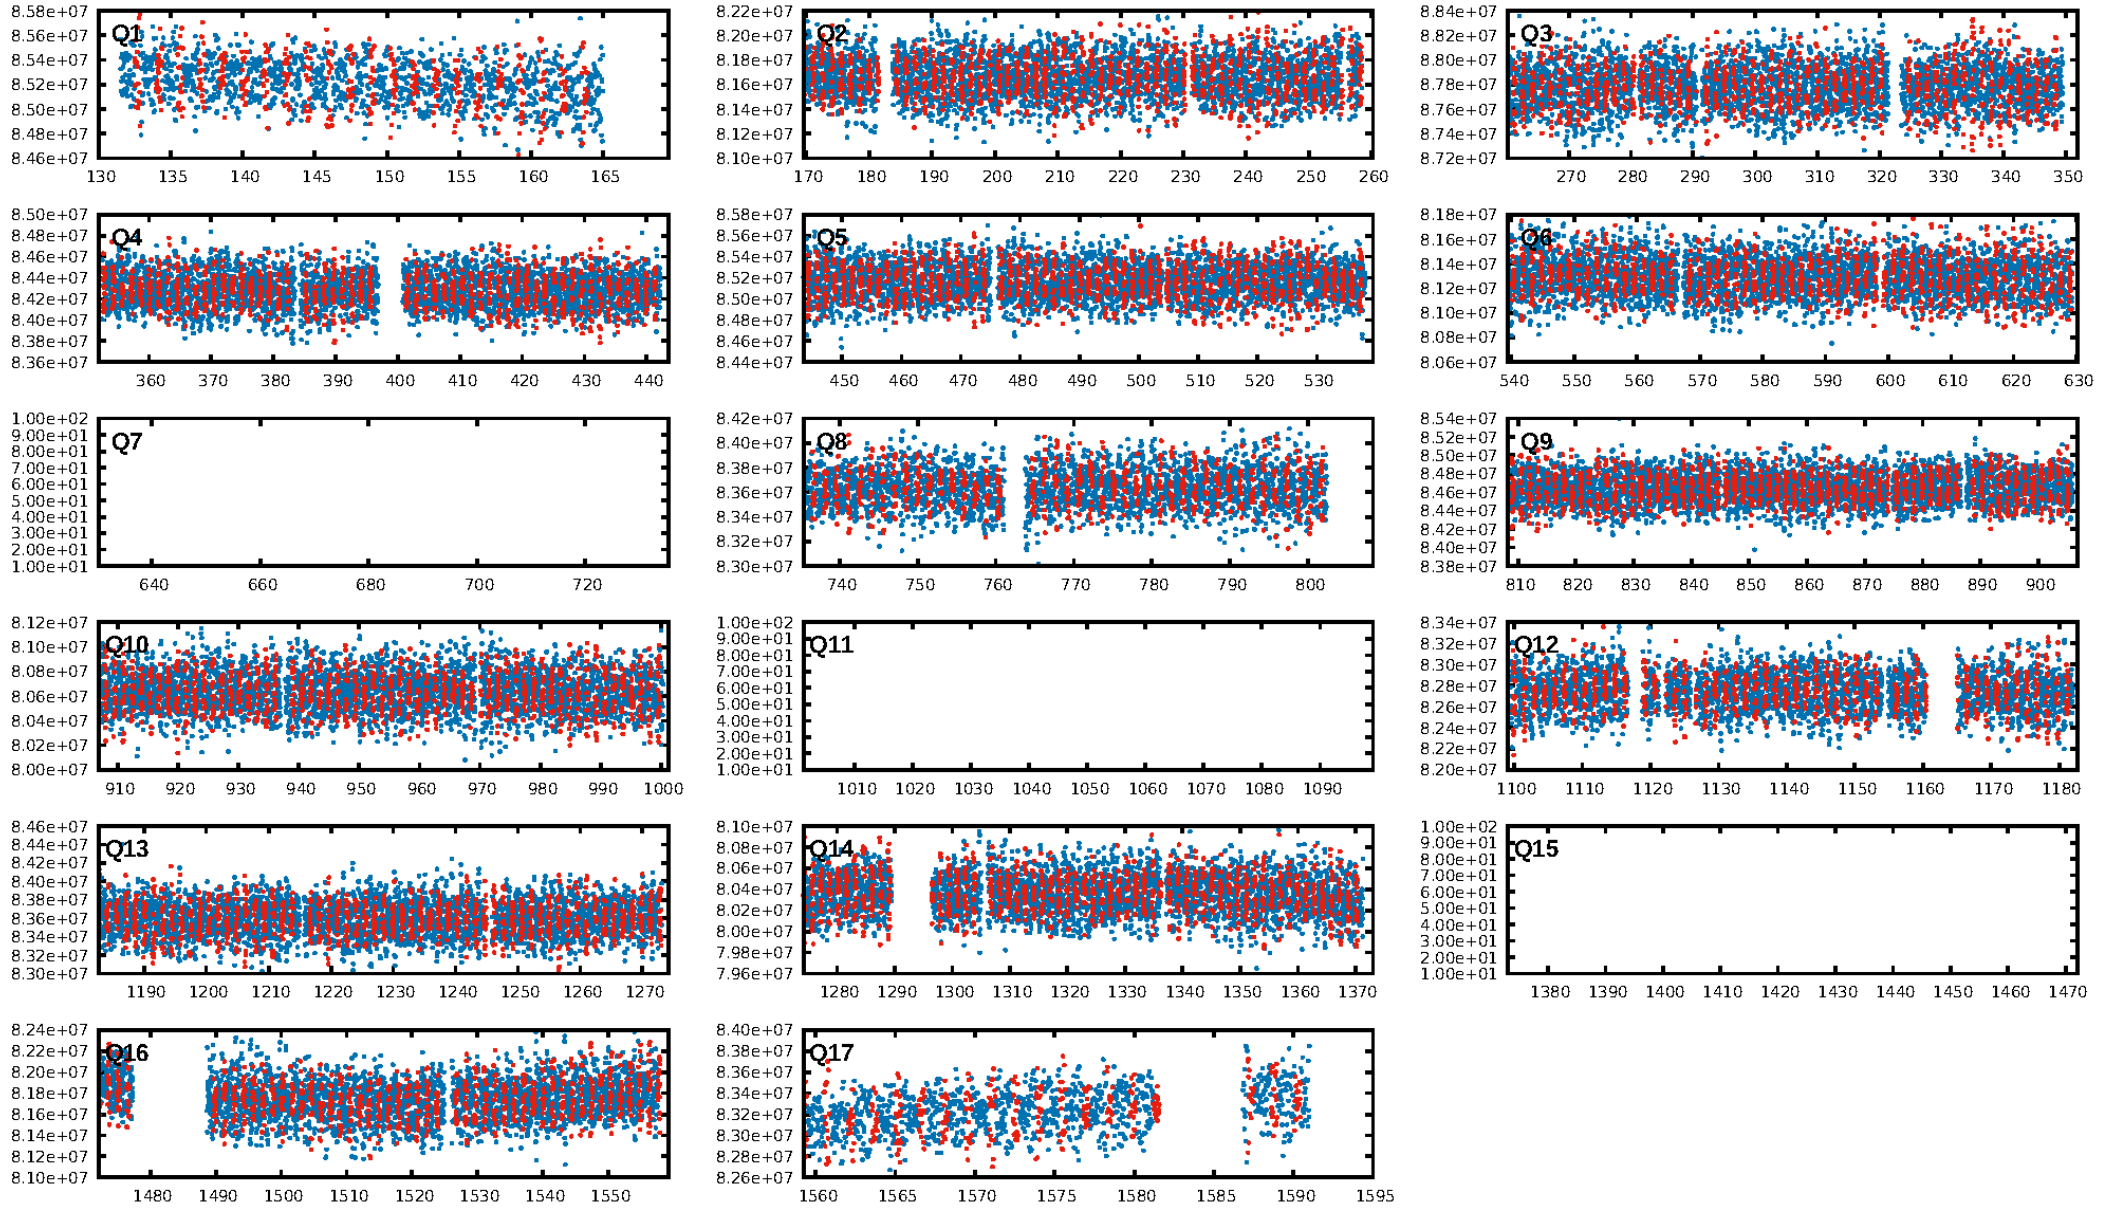 Q1
8.58e+07
8.56e+07
8.54e+07
8.52e+07
8.50e+07
8.48e+07
8.46e+07
130 135 140 145 150 155 160 165
Q2
8.22e+07
8.20e+07
8.18e+07
8.16e+07
8.14e+07
8.12e+07
8.10e+07
170 180 190 200 210 220 230 240 250 260
Q3
8.84e+07
8.82e+07
8.80e+07
8.78e+07
8.76e+07
8.74e+07
8.72e+07
270 280 290 300 310 320 330 340 350
Q4
8.50e+07
8.48e+07
8.46e+07
8.44e+07
8.42e+07
8.40e+07
8.38e+07
8.36e+07
360 370 380 390 400 410 420 430 440
Q5
8.58e+07
8.56e+07
8.54e+07
8.52e+07
8.50e+07
8.48e+07
8.46e+07
8.44e+07
450 460 470 480 490 500 510 520 530
Q6
8.18e+07
8.16e+07
8.14e+07
8.12e+07
8.10e+07
8.08e+07
8.06e+07
540 550 560 570 580 590 600 610 620 630
Q7
1.00e+02
9.00e+01
8.00e+01
7.00e+01
6.00e+01
5.00e+01
4.00e+01
3.00e+01
2.00e+01
1.00e+01
640 660 680 700 720
Q8
8.42e+07
8.40e+07
8.38e+07
8.36e+07
8.34e+07
8.32e+07
8.30e+07
740 750 760 770 780 790 800
Q9
8.54e+07
8.52e+07
8.50e+07
8.48e+07
8.46e+07
8.44e+07
8.42e+07
8.40e+07
8.38e+07
810 820 830 840 850 860 870 880 890 900
Q10
8.12e+07
8.10e+07
8.08e+07
8.06e+07
8.04e+07
8.02e+07
8.00e+07
910 920 930 940 950 960 970 980 990 1000
Q11
1.00e+02
9.00e+01
8.00e+01
7.00e+01
6.00e+01
5.00e+01
4.00e+01
3.00e+01
2.00e+01
1.00e+01
1010 1020 1030 1040 1050 1060 1070 1080 1090
Q12
8.34e+07
8.32e+07
8.30e+07
8.28e+07
8.26e+07
8.24e+07
8.22e+07
8.20e+07
1100 1110 1120 1130 1140 1150 1160 1170 1180
Q13
8.46e+07
8.44e+07
8.42e+07
8.40e+07
8.38e+07
8.36e+07
8.34e+07
8.32e+07
8.30e+07
1190 1200 1210 1220 1230 1240 1250 1260 1270
Q14
8.10e+07
8.08e+07
8.06e+07
8.04e+07
8.02e+07
8.00e+07
7.98e+07
7.96e+07
1280 1290 1300 1310 1320 1330 1340 1350 1360 1370
Q15
1.00e+02
9.00e+01
8.00e+01
7.00e+01
6.00e+01
5.00e+01
4.00e+01
3.00e+01
2.00e+01
1.00e+01
1380 1390 1400 1410 1420 1430 1440 1450 1460 1470
Q16
8.24e+07
8.22e+07
8.20e+07
8.18e+07
8.16e+07
8.14e+07
8.12e+07
8.10e+07
1480 1490 1500 1510 1520 1530 1540 1550
Q17
8.40e+07
8.38e+07
8.36e+07
8.34e+07
8.32e+07
8.30e+07
8.28e+07
8.26e+07
1560 1565 1570 1575 1580 1585 1590 1595